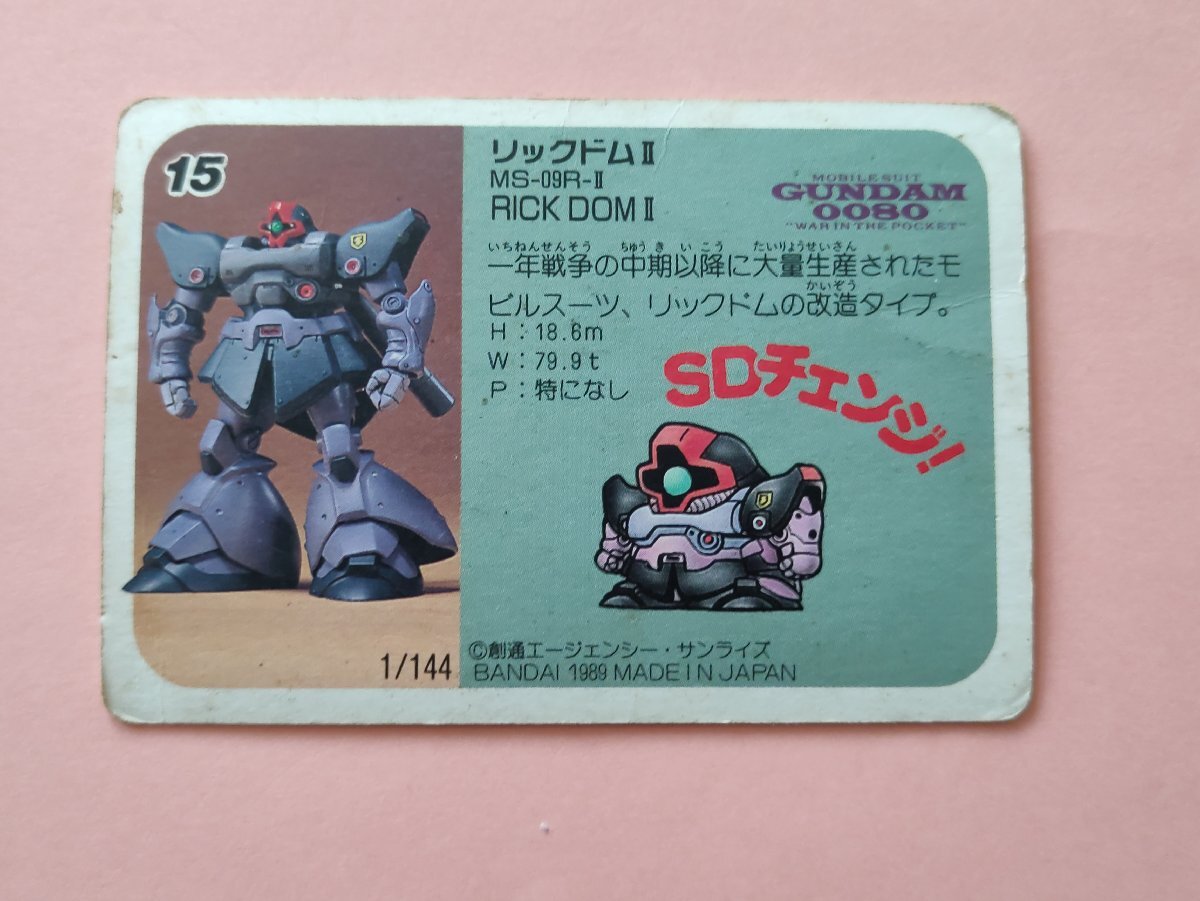 15
リックドムⅡ
MS-09R-Ⅱ
RICK DOMⅡ
MOBILE SUIT
GUNDAM
0080
"WAR IN THE POCKET"
いちねんせんそう ちゅうきいこう たいりょうせいさん
一年戦争の中期以降に大量生産されたモ
かいぞう
ビルスーツ、リックドムの改造タイプ。
H：18.6m
W：79.9t
P：特になし
SDチェンジ!
1/144
©創通エージェンシー・サンライズ
BANDAI 1989 MADE IN JAPAN